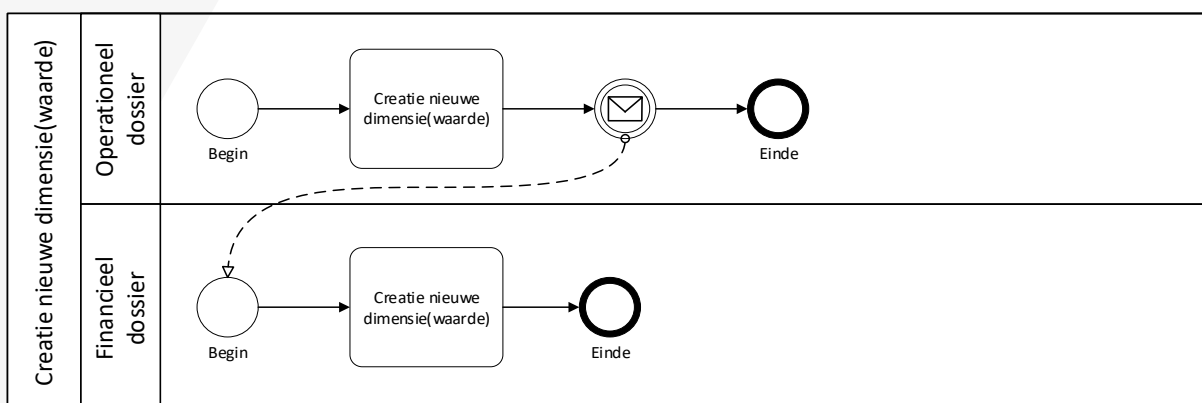 Creatie nieuwe dimensie(waarde)
Operationeel
dossier
Begin
Creatie nieuwe
dimensie(waarde)
Einde
Financieel
dossier
Begin
Creatie nieuwe
dimensie(waarde)
Einde